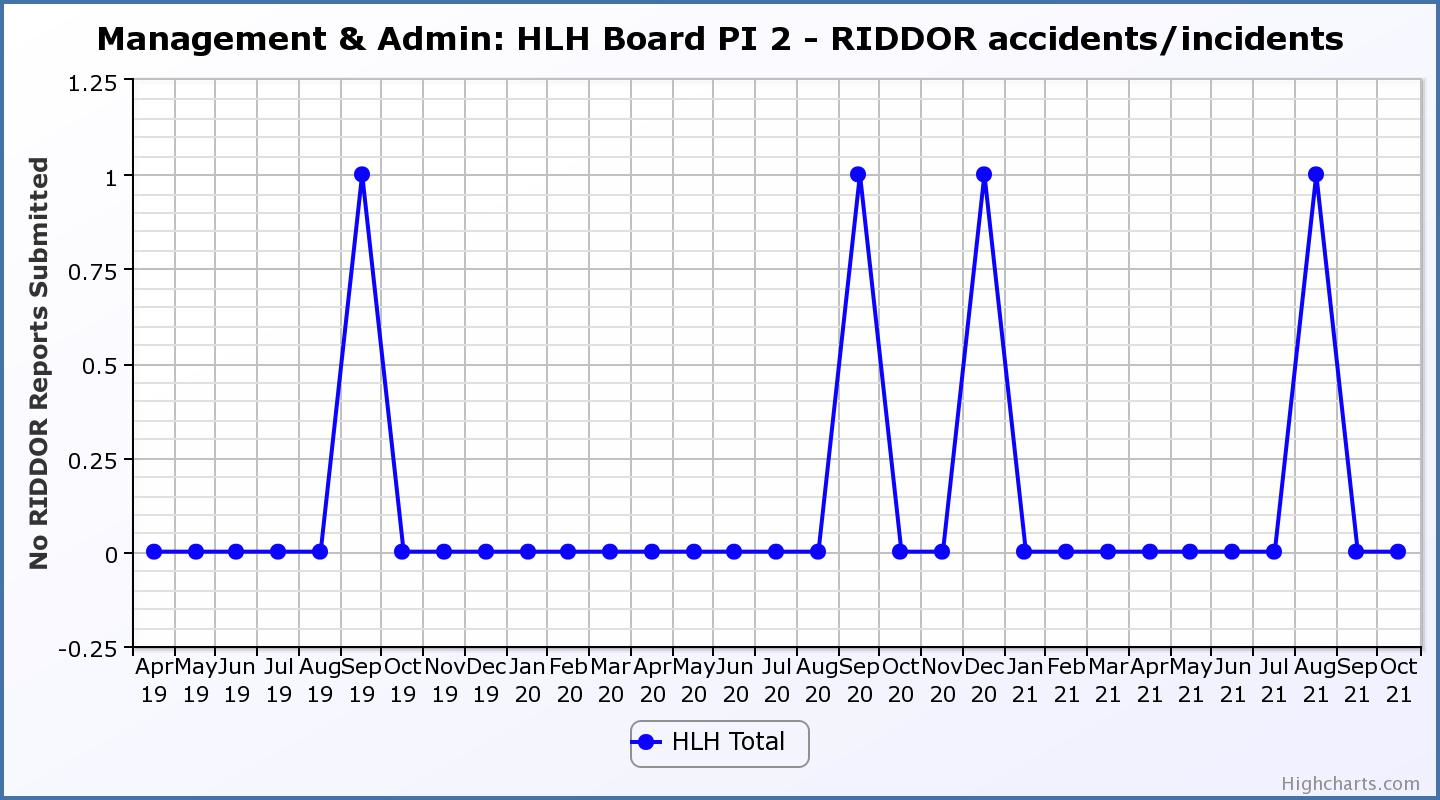 Management & Admin: HLH Board PI 2 - RIDDOR accidents/incidents
No RIDDOR Reports Submitted
1.25
1
0.75
0.5
0.25
0
-0.25
Apr May Jun Jul Aug Sep Oct Nov Dec Jan Feb Mar Apr May Jun Jul Aug Sep Oct Nov Dec Jan Feb Mar Apr May Jun Jul Aug Sep Oct
19 19 19 19 19 19 19 19 19 20 20 20 20 20 20 20 20 20 20 20 20 21 21 21 21 21 21 21 21 21 21
HLH Total
Highcharts.com